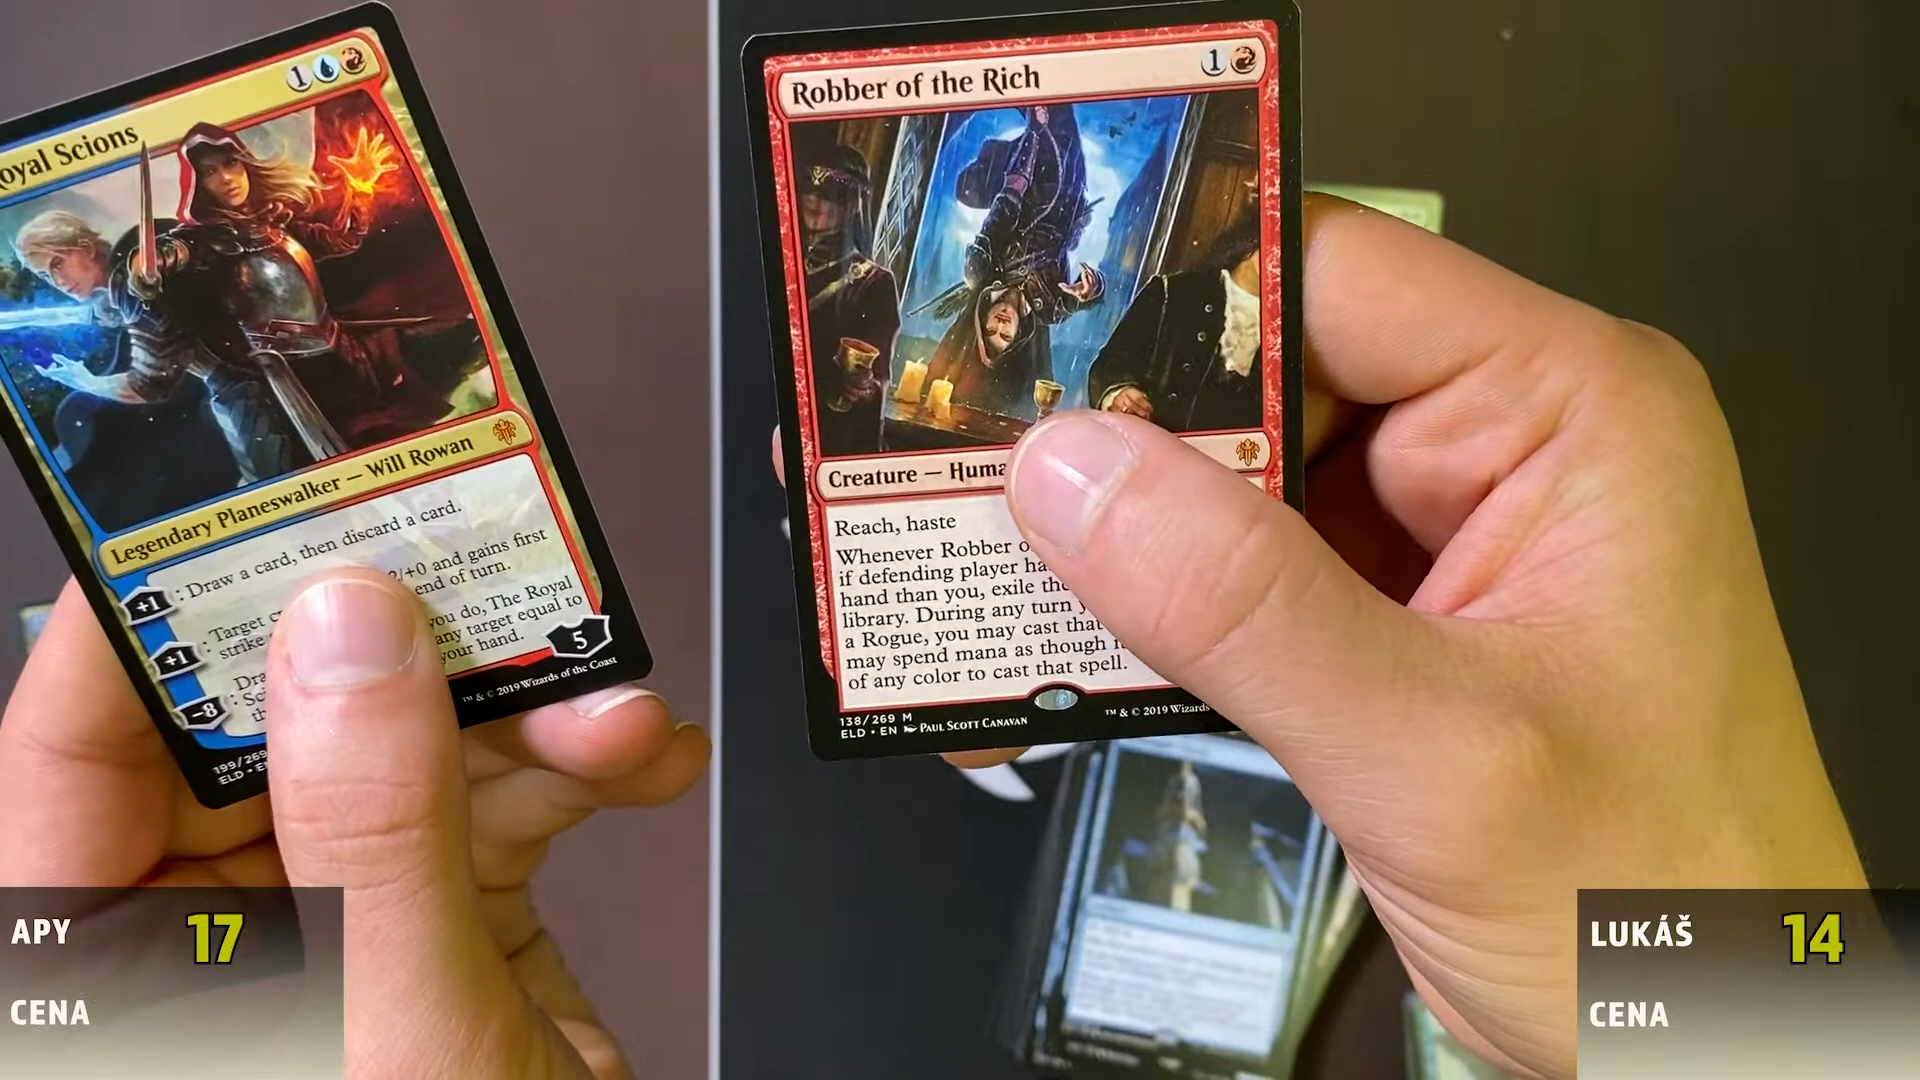 oyal Scions
1
Legendary Planeswalker — Will Rowan
+1 : Draw a card, then discard a card.
+1 : Target 2/+0 and gains first
strike end of turn.
you do, The Royal
any target equal to
−8 your hand.
5
199/269
ELD • E
™ & © 2019 Wizards of the Coast
Robber of the Rich
1
Creature — Huma
Reach, haste
Whenever Robber o
if defending player ha
hand than you, exile the
library. During any turn y
a Rogue, you may cast that
may spend mana as though
of any color to cast that spell.
138/269 M
ELD • EN PAUL SCOTT CANAVAN
™ & © 2019 Wizards
APY 17
CENA
LUKÁŠ 14
CENA